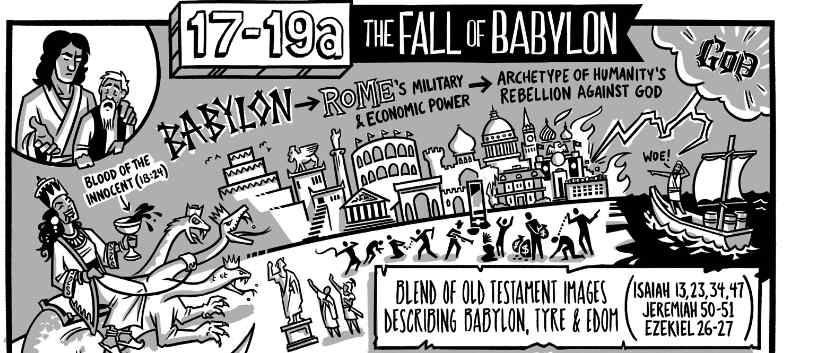 17-19a THE FALL OF BABYLON
GOD
BABYLON → ROME'S MILITARY
& ECONOMIC POWER
→ ARCHETYPE OF HUMANITY'S
REBELLION AGAINST GOD
BLOOD OF THE
INNOCENT (18:24)
WOE!
$
BLEND OF OLD TESTAMENT IMAGES
DESCRIBING BABYLON, TYRE & EDOM
(ISAIAH 13, 23, 34, 47
JEREMIAH 50-51
EZEKIEL 26-27)